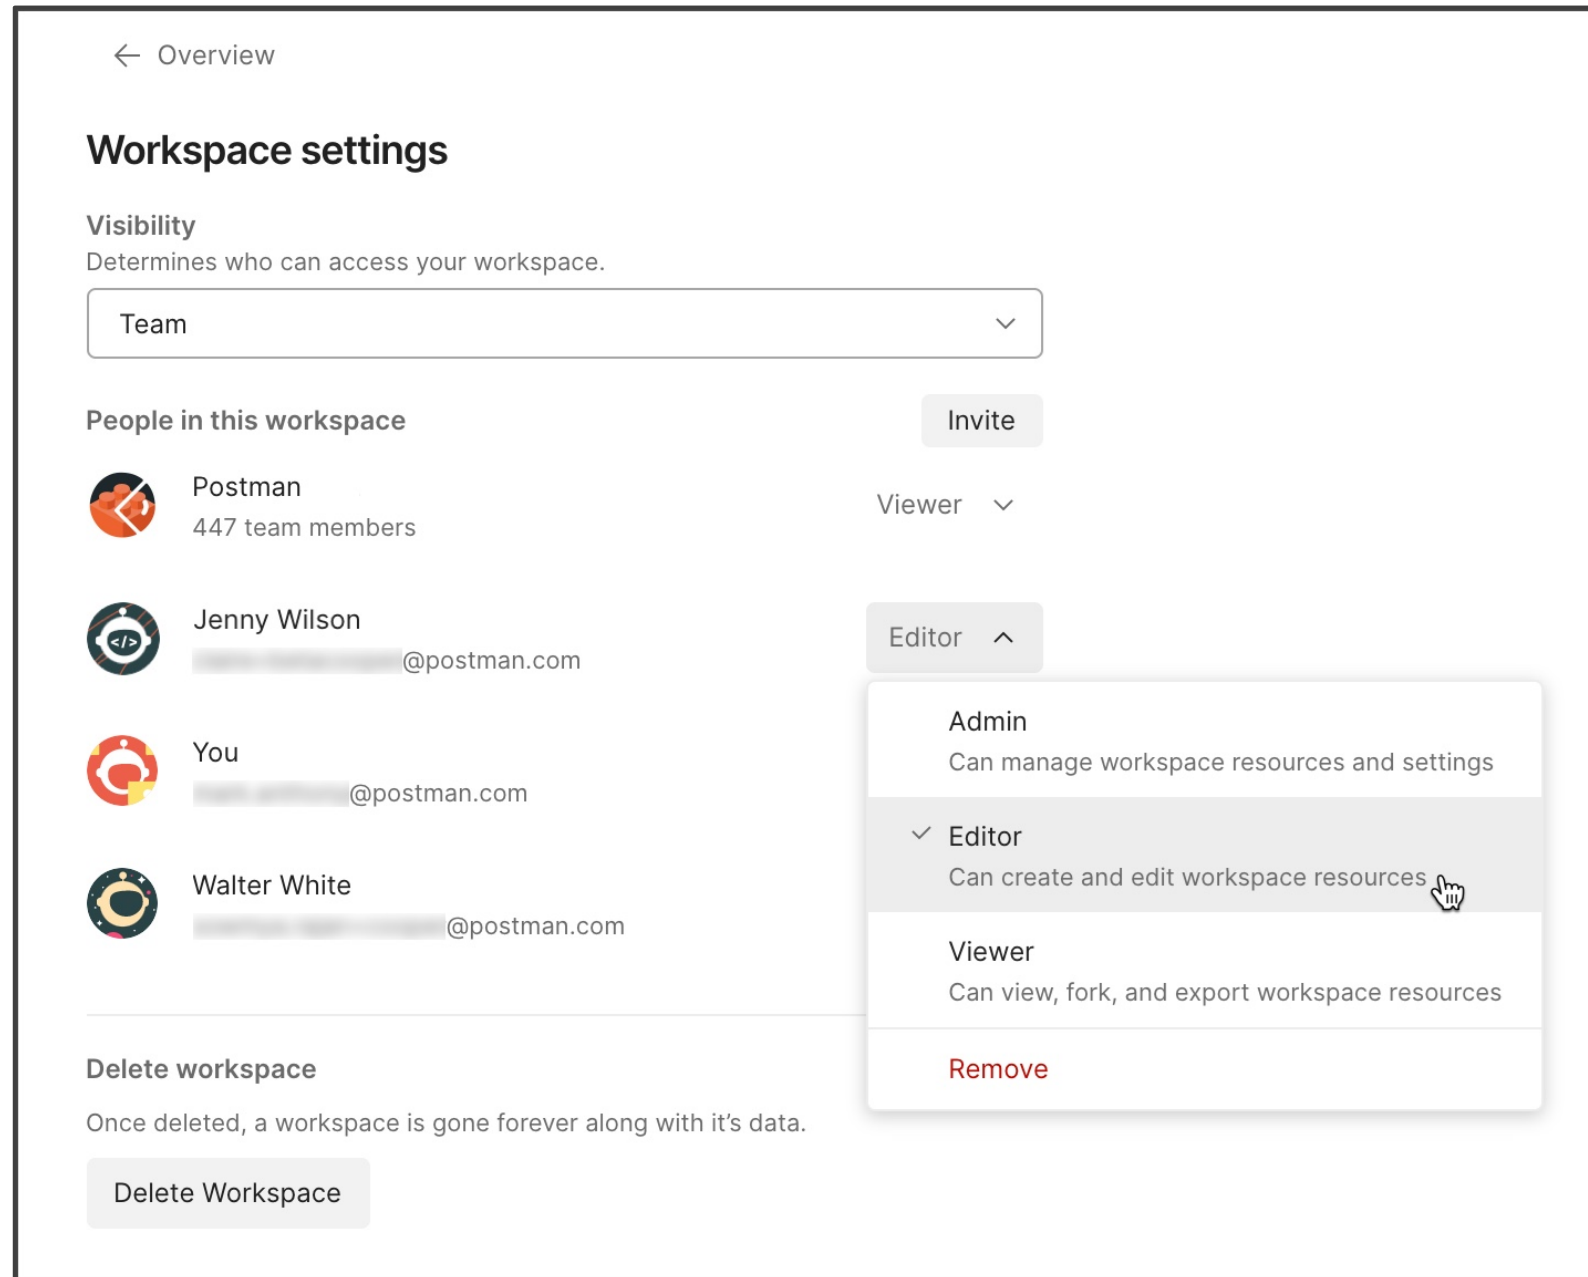 Overview
Workspace settings
Visibility
Determines who can access your workspace.
Team
People in this workspace
Invite
Postman
447 team members
Viewer
Jenny Wilson
@postman.com
Editor
Admin
Can manage workspace resources and settings
Editor
Can create and edit workspace resources
Viewer
Can view, fork, and export workspace resources
Remove
You
@postman.com
Walter White
@postman.com
Delete workspace
Once deleted, a workspace is gone forever along with it’s data.
Delete Workspace